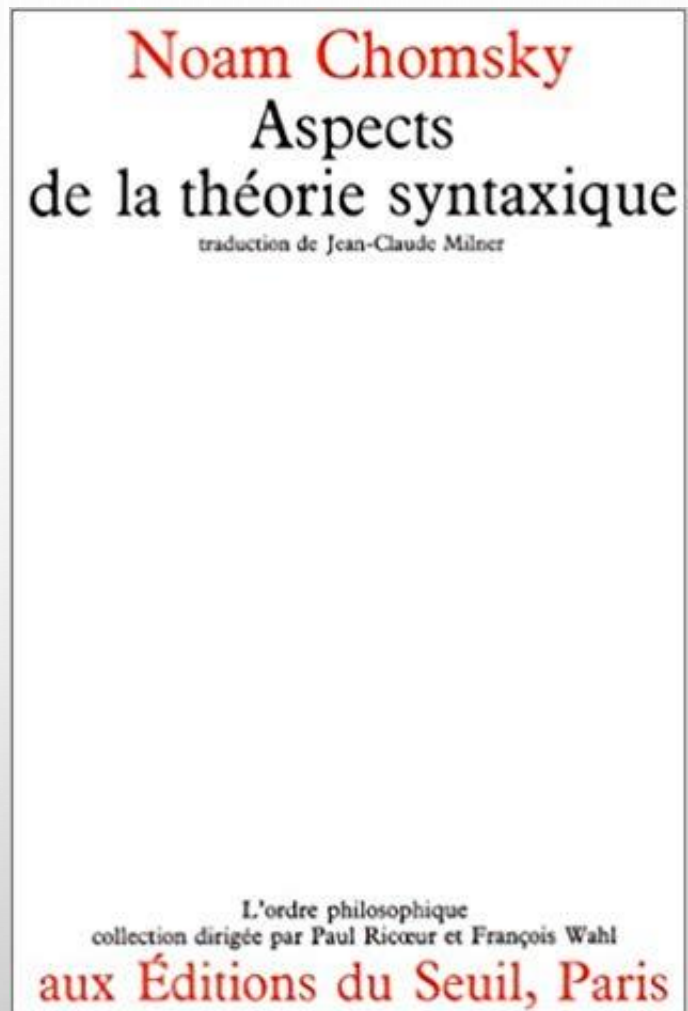 Noam Chomsky
Aspects
de la théorie syntaxique
traduction de Jean-Claude Milner
L'ordre philosophique
collection dirigée par Paul Ricœur et François Wahl
aux Éditions du Seuil, Paris